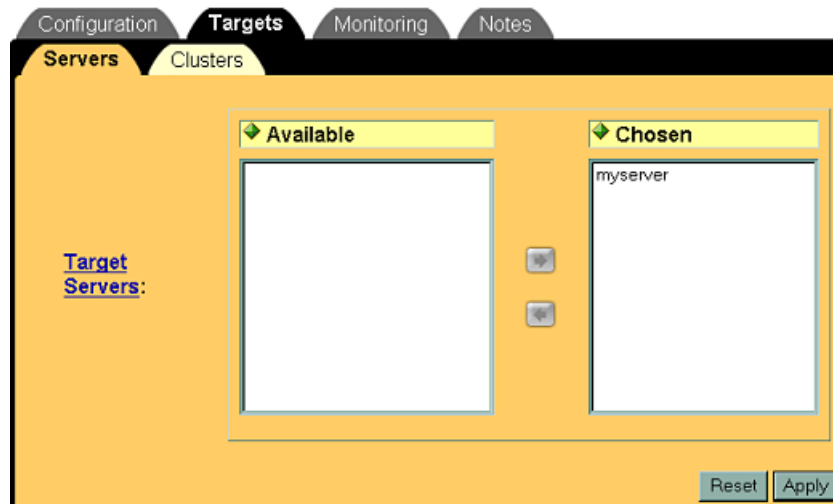 Configuration Targets Monitoring Notes
Servers Clusters
Available Chosen
myserver
Target
Servers:
Reset Apply